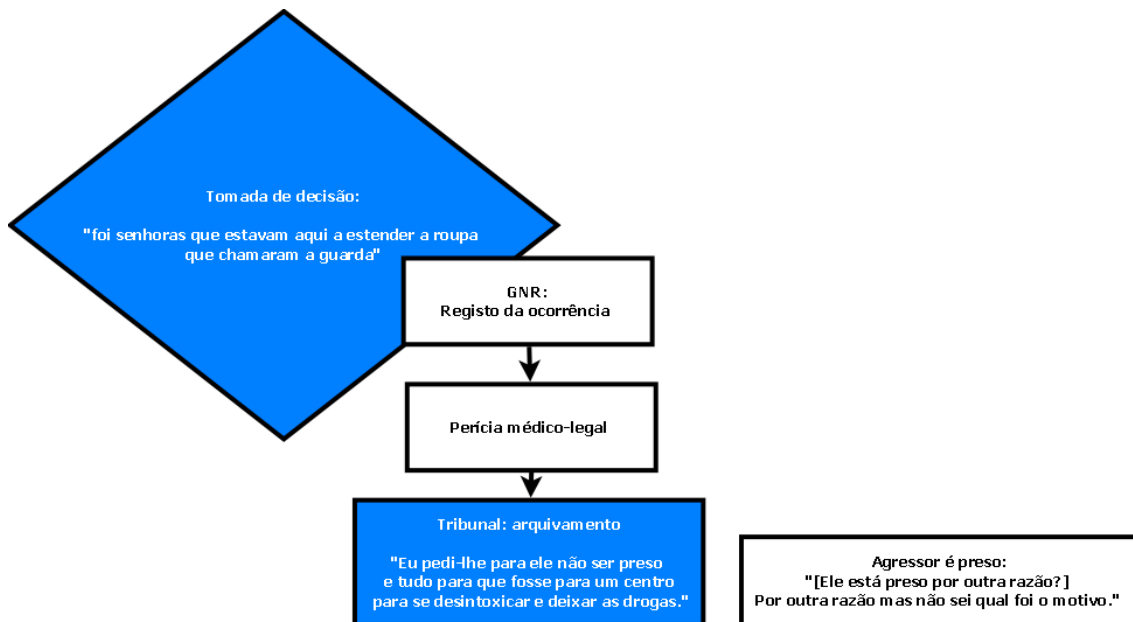 Tomada de decisão:
"foi senhoras que estavam aqui a estender a roupa
que chamaram a guarda"
GNR:
Registo da ocorrência
Perícia médico-legal
Tribunal: arquivamento
"Eu pedi-lhe para ele não ser preso
e tudo para que fosse para um centro
para se desintoxicar e deixar as drogas."
Agressor é preso:
"[Ele está preso por outra razão?]
Por outra razão mas não sei qual foi o motivo."